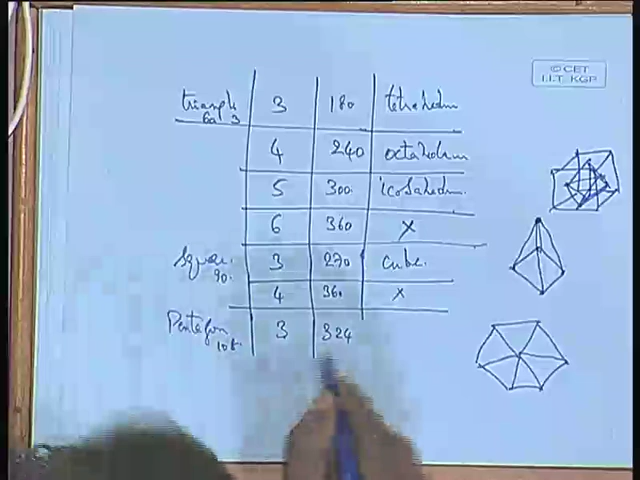 ©CET
I.I.T. KGP
triangle 3 180 tetrahedron
4 240 octahedron
5 300 icosahedron
6 360 X
Square 3 270 cube.
90.
4 360 X
Pentagon 3 324
108.